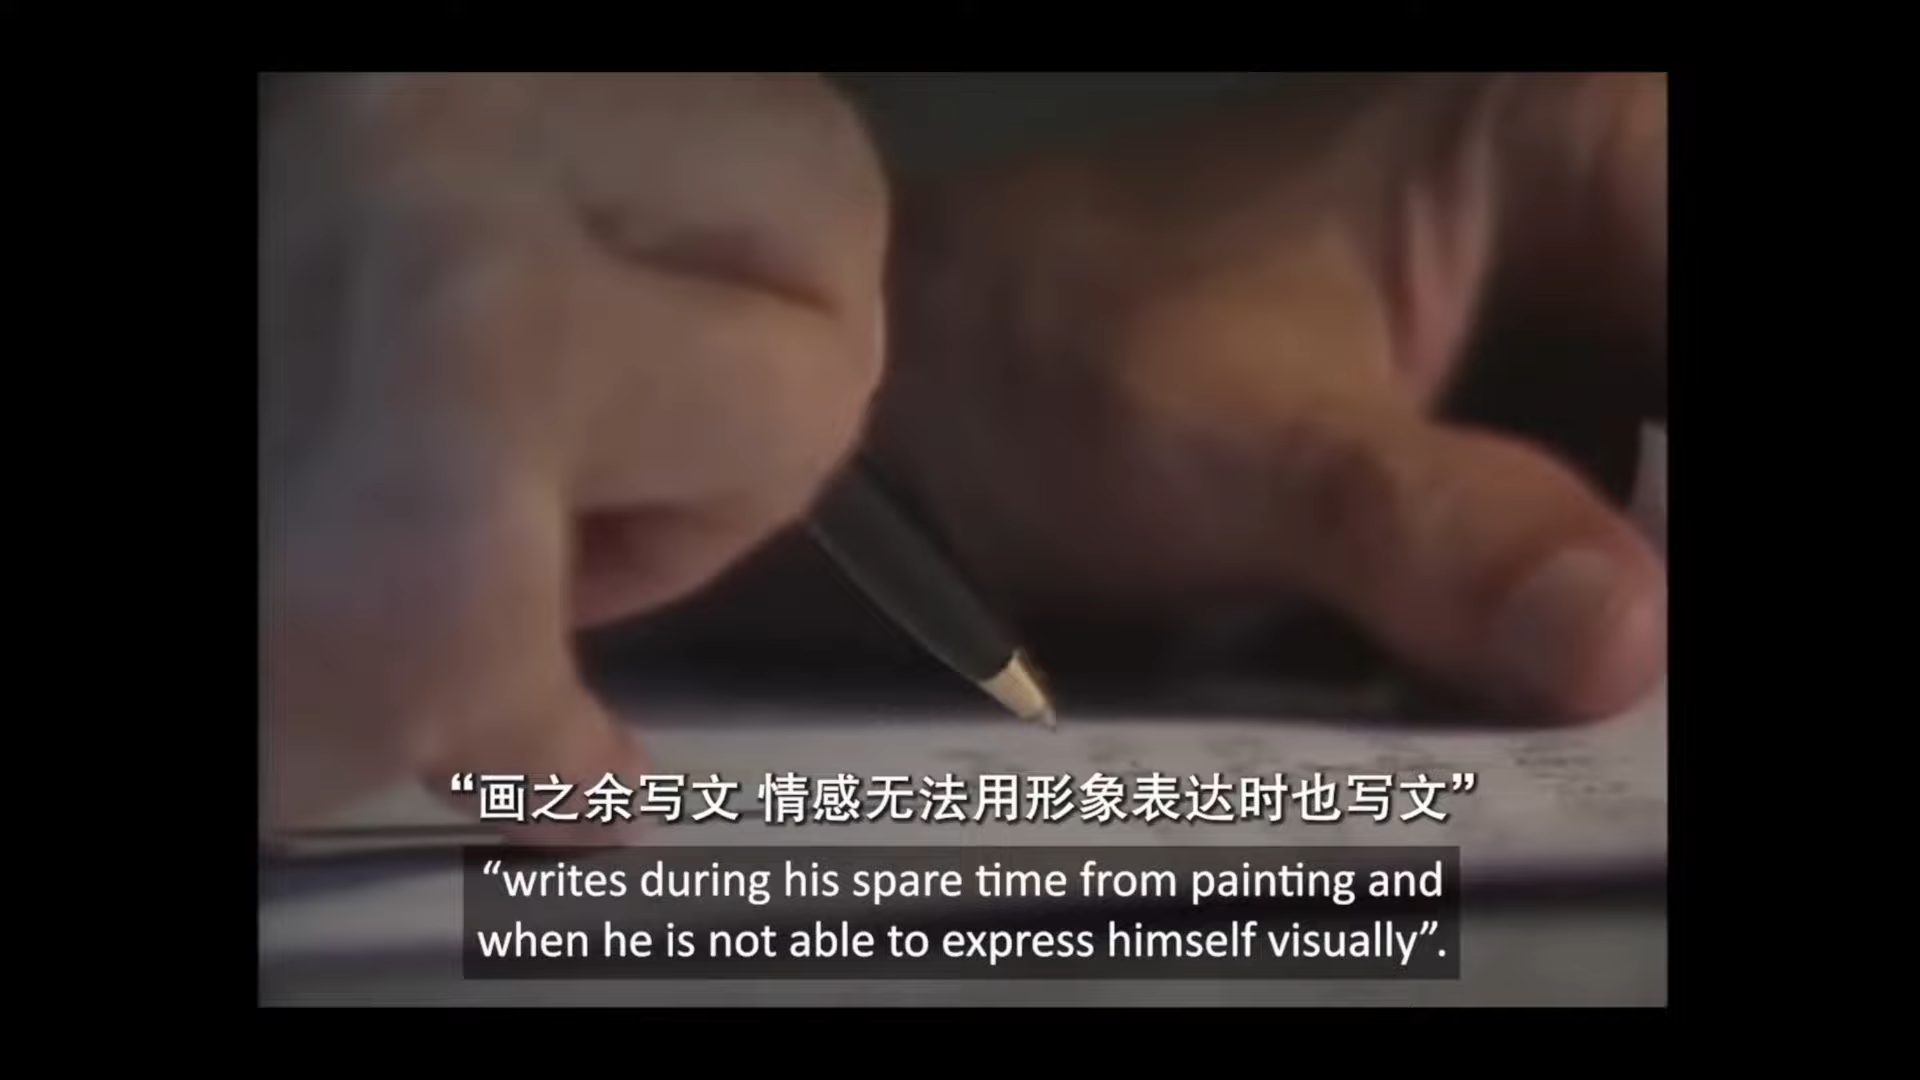 “画之余写文 情感无法用形象表达时也写文”
“writes during his spare time from painting and
when he is not able to express himself visually”.